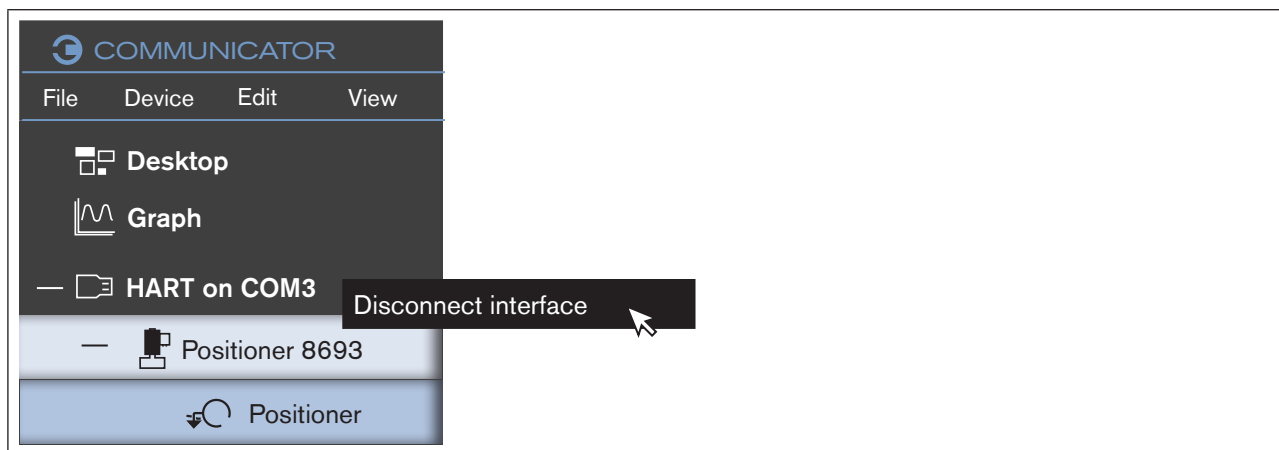 COMMUNICATOR
File Device Edit View
Desktop
Graph
HART on COM3
Disconnect interface
Positioner 8693
Positioner